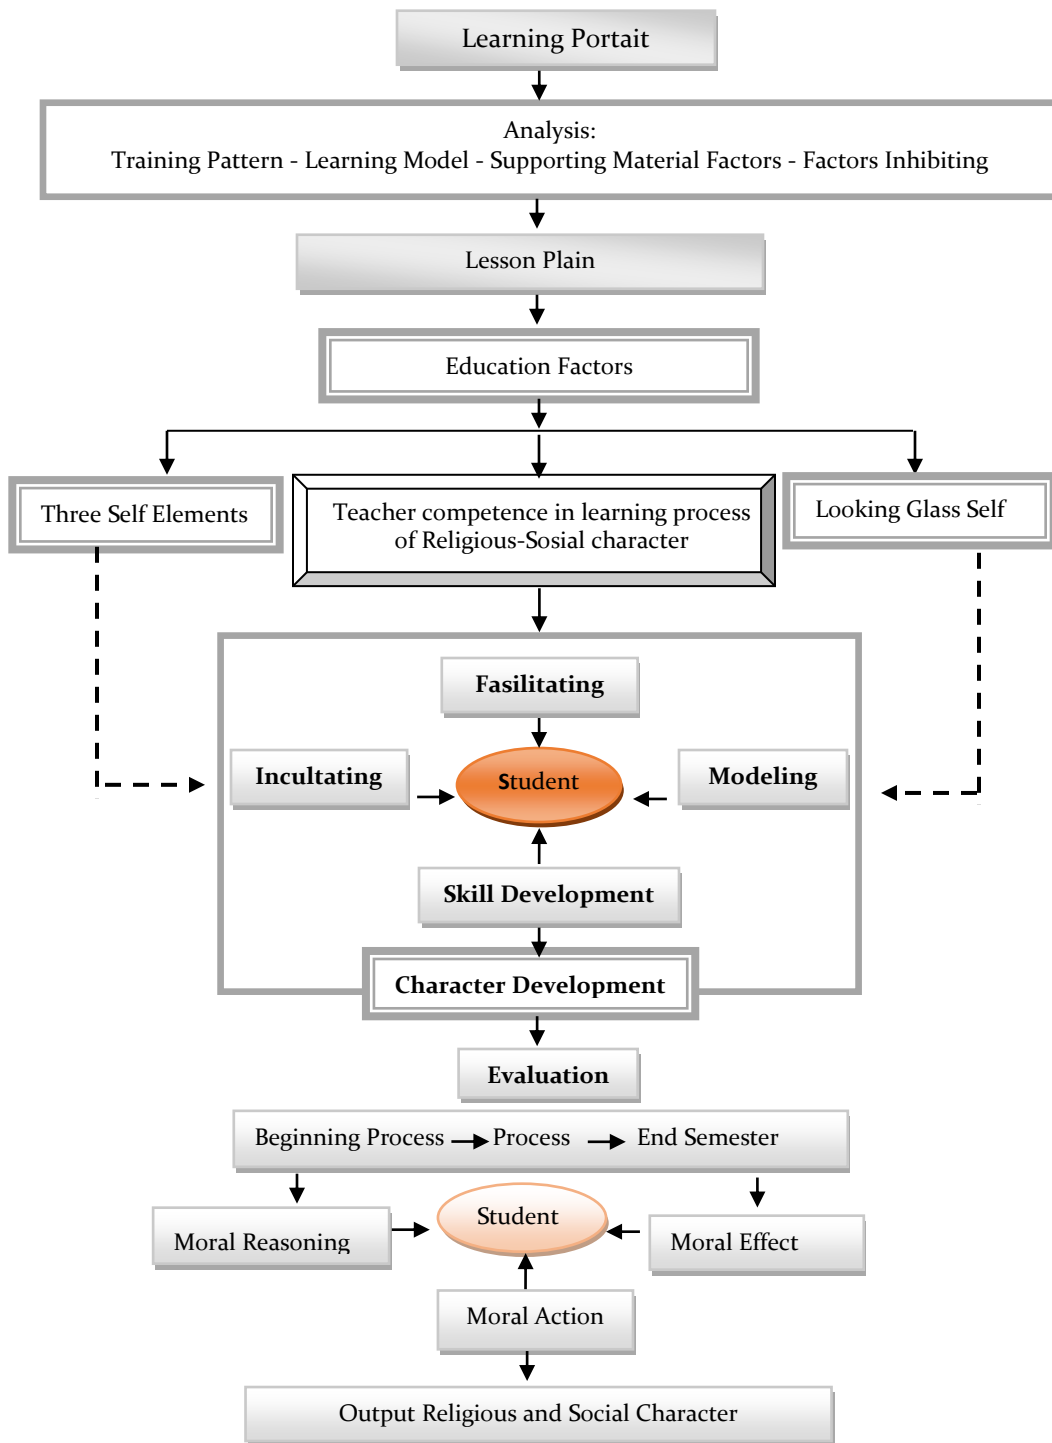 Learning Portait
Analysis:
Training Pattern - Learning Model - Supporting Material Factors - Factors Inhibiting
Lesson Plain
Education Factors
Three Self Elements
Teacher competence in learning process
of Religious-Sosial character
Looking Glass Self
Fasilitating
Incultating
Student
Modeling
Skill Development
Character Development
Evaluation
Beginning Process Process End Semester
Student
Moral Reasoning
Moral Effect
Moral Action
Output Religious and Social Character